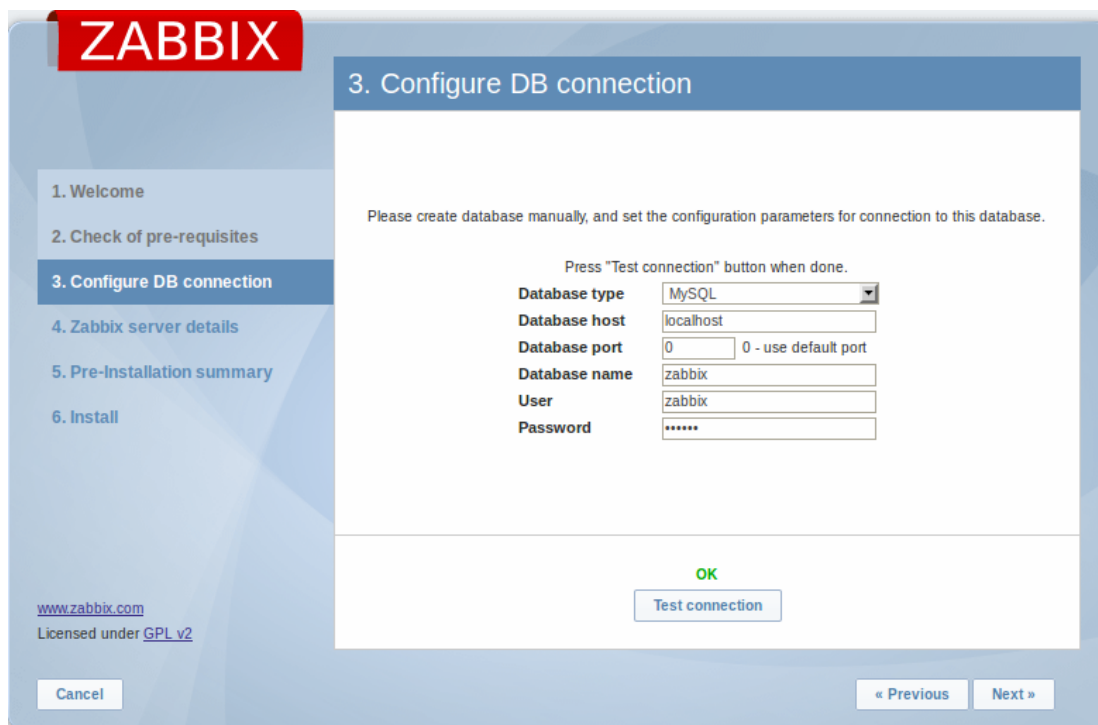 ZABBIX
3. Configure DB connection
1. Welcome
2. Check of pre-requisites
3. Configure DB connection
4. Zabbix server details
5. Pre-Installation summary
6. Install
Please create database manually, and set the configuration parameters for connection to this database.
Press "Test connection" button when done.
Database type MySQL
Database host localhost
Database port 0 0 - use default port
Database name zabbix
User zabbix
Password ••••••
OK
Test connection
www.zabbix.com
Licensed under GPL v2
Cancel
« Previous Next »